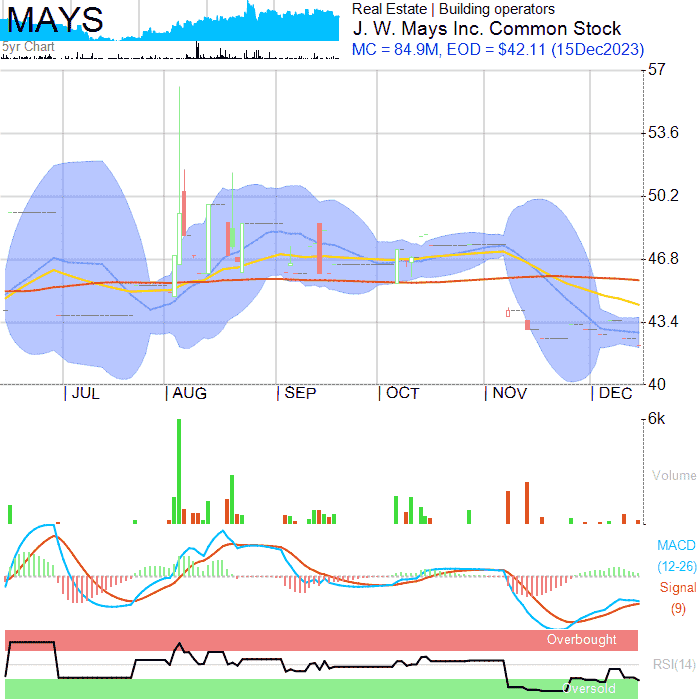 MAYS
5yr Chart
Real Estate | Building operators
J. W. Mays Inc. Common Stock
MC = 84.9M, EOD = $42.11 (15Dec2023)
57
53.6
50.2
46.8
43.4
40
JUL
AUG
SEP
OCT
NOV
DEC
6k
Volume
MACD
(12-26)
Signal
(9)
Overbought
RSI(14)
Oversold